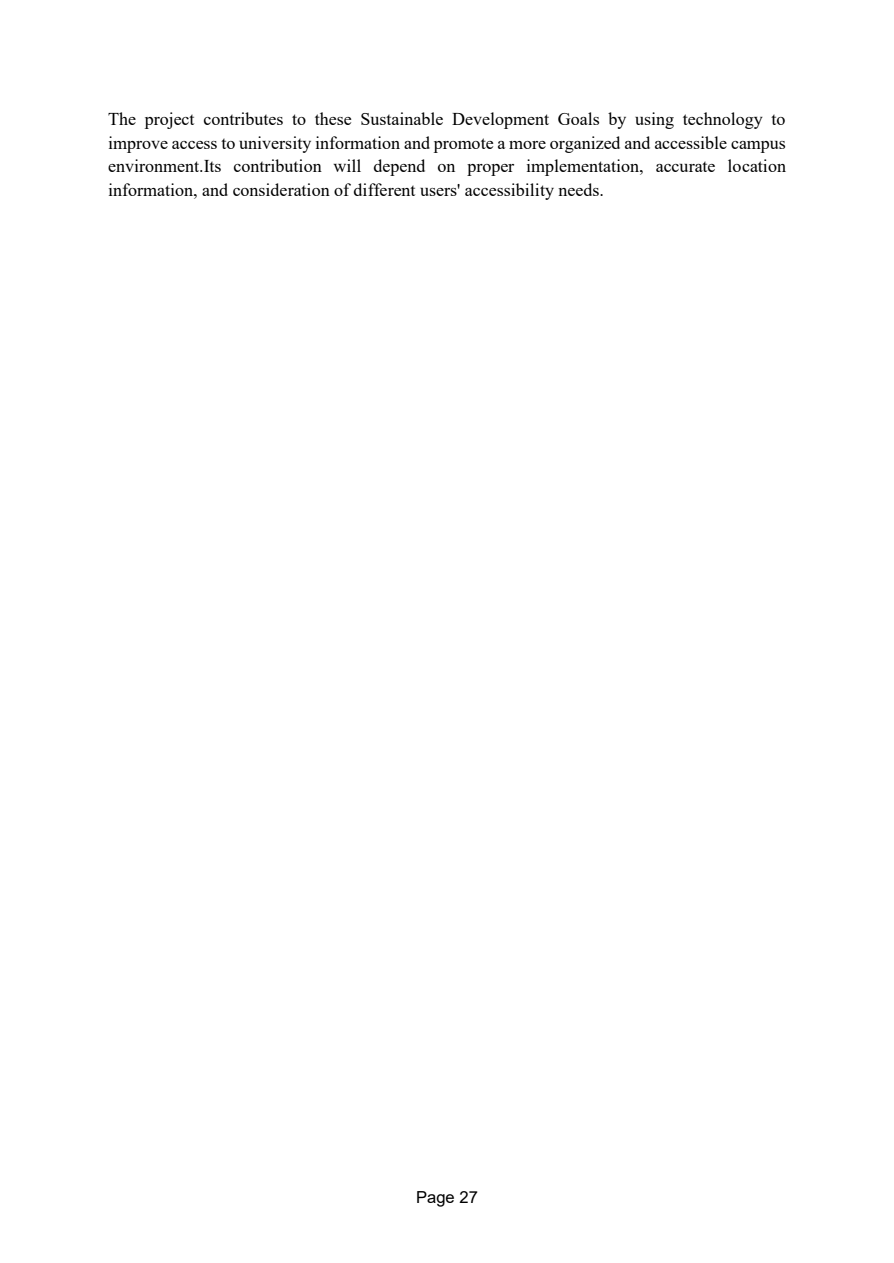 The project contributes to these Sustainable Development Goals by using technology to
improve access to university information and promote a more organized and accessible campus
environment.Its contribution will depend on proper implementation, accurate location
information, and consideration of different users' accessibility needs.
Page 27